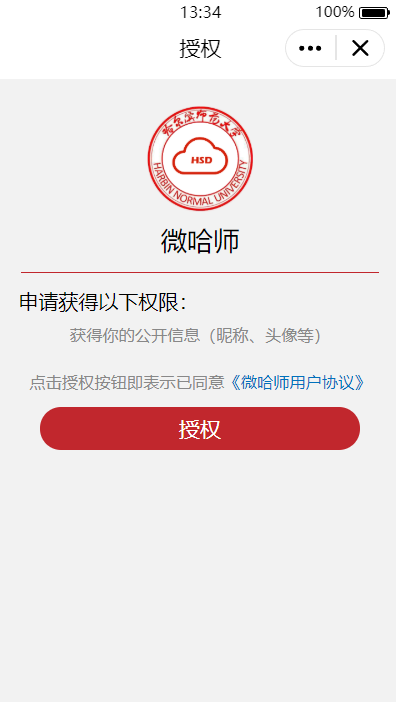 13:34
100%
授权
哈尔滨师范大学
HSD
HARBIN NORMAL UNIVERSITY
微哈师
申请获得以下权限：
获得你的公开信息（昵称、头像等）
点击授权按钮即表示已同意《微哈师用户协议》
授权